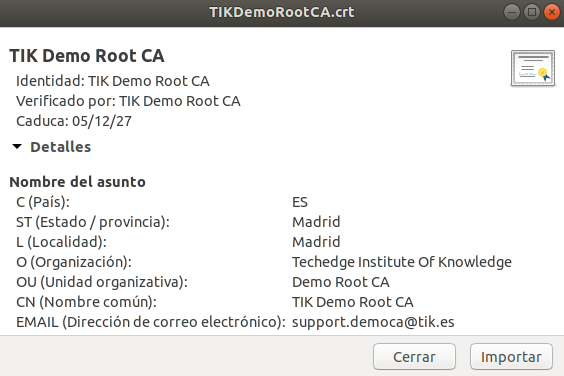 TIKDemoRootCA.crt
TIK Demo Root CA
Identidad: TIK Demo Root CA
Verificado por: TIK Demo Root CA
Caduca: 05/12/27
Detalles
Nombre del asunto
C (País): ES
ST (Estado / provincia): Madrid
L (Localidad): Madrid
O (Organización): Techedge Institute Of Knowledge
OU (Unidad organizativa): Demo Root CA
CN (Nombre común): TIK Demo Root CA
EMAIL (Dirección de correo electrónico): support.democa@tik.es
Cerrar Importar